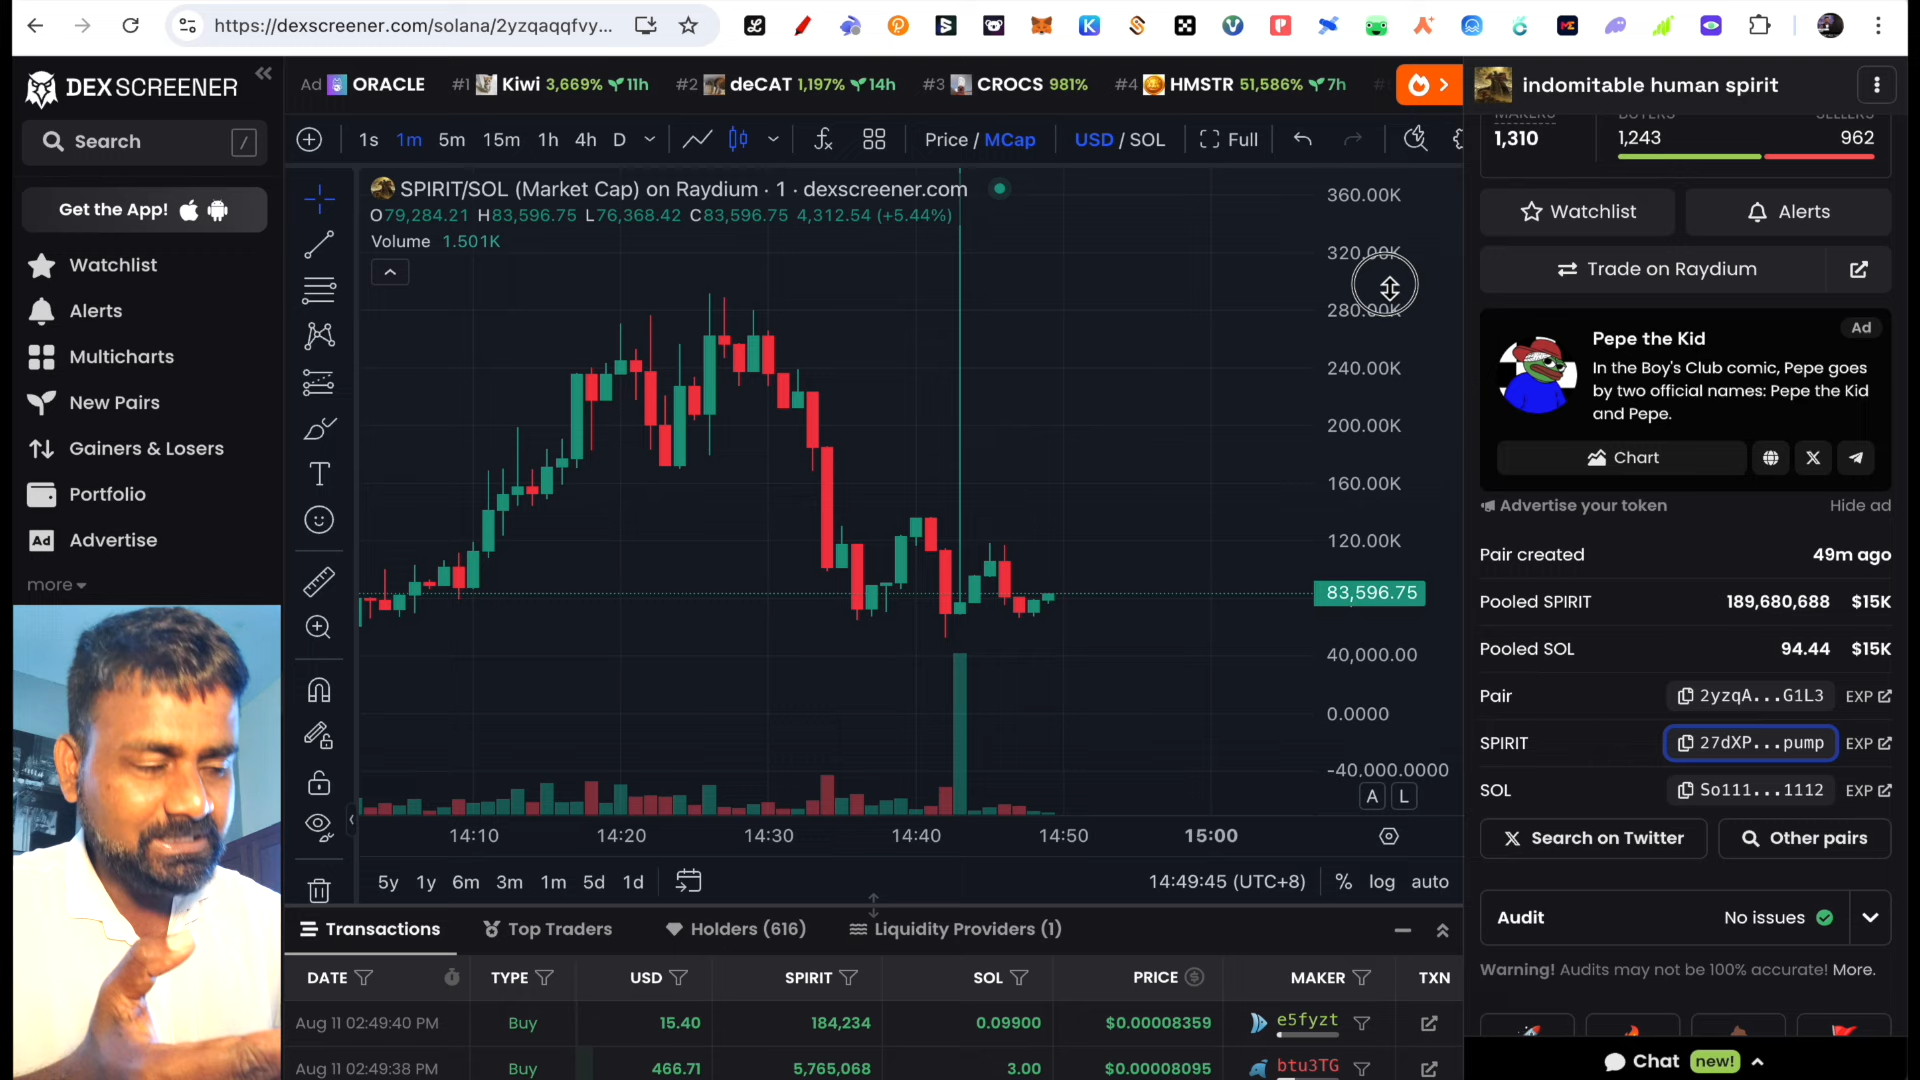 https://dexscreener.com/solana/2yzqaqqfvy...
DEX SCREENER
Search /
Get the App!
Watchlist
Alerts
Multicharts
New Pairs
Gainers & Losers
Portfolio
Ad Advertise
more
Ad ORACLE #1 Kiwi 3,669% 11h #2 deCAT 1,197% 14h #3 CROCS 981% #4 HMSTR 51,586% 7h
1s 1m 5m 15m 1h 4h D Price / MCap USD / SOL Full
SPIRIT/SOL (Market Cap) on Raydium · 1 · dexscreener.com
O79,284.21 H83,596.75 L76,368.42 C83,596.75 4,312.54 (+5.44%)
Volume 1.501K
360.00K
320.00K
280.00K
240.00K
200.00K
160.00K
120.00K
83,596.75
40,000.00
0.0000
-40,000.0000
A L
14:10 14:20 14:30 14:40 14:50 15:00
5y 1y 6m 3m 1m 5d 1d 14:49:45 (UTC+8) % log auto
Transactions Top Traders Holders (616) Liquidity Providers (1)
DATE TYPE USD SPIRIT SOL PRICE MAKER TXN
Aug 11 02:49:40 PM Buy 15.40 184,234 0.09900 $0.00008359 e5fyzt
Aug 11 02:49:38 PM Buy 466.71 5,765,068 3.00 $0.00008095 btu3TG
indomitable human spirit
MAKERS BUYERS SELLERS
1,310 1,243 962
Watchlist Alerts
Trade on Raydium
Ad
Pepe the Kid
In the Boy's Club comic, Pepe goes
by two official names: Pepe the Kid
and Pepe.
Chart
Advertise your token Hide ad
Pair created 49m ago
Pooled SPIRIT 189,680,688 $15K
Pooled SOL 94.44 $15K
Pair 2yzqA...G1L3 EXP
SPIRIT 27dXP...pump EXP
SOL So111...1112 EXP
Search on Twitter Other pairs
Audit No issues
Warning! Audits may not be 100% accurate! More.
Chat new!